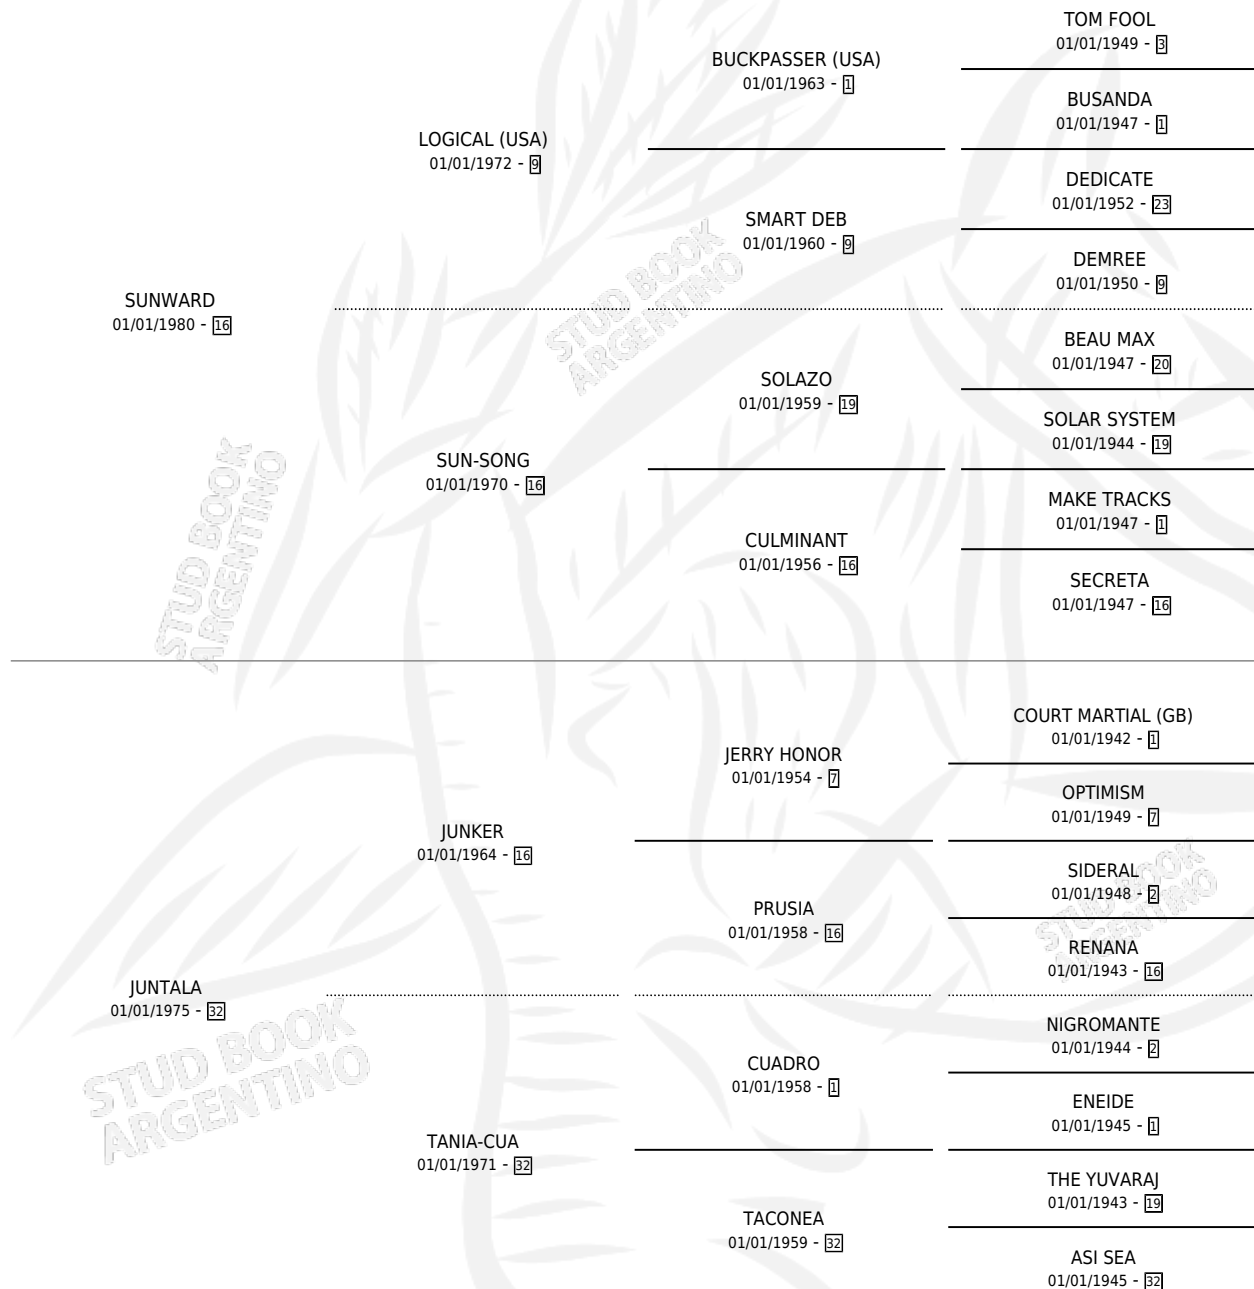 TOM FOOL
01/01/1949 - 3
BUCKPASSER (USA)
01/01/1963 - 1
BUSANDA
01/01/1947 - 1
LOGICAL (USA)
01/01/1972 - 9
DEDICATE
01/01/1952 - 23
SMART DEB
01/01/1960 - 9
DEMREE
01/01/1950 - 9
SUNWARD
01/01/1980 - 16
BEAU MAX
01/01/1947 - 20
SOLAZO
01/01/1959 - 19
SOLAR SYSTEM
01/01/1944 - 19
SUN-SONG
01/01/1970 - 16
MAKE TRACKS
01/01/1947 - 1
CULMINANT
01/01/1956 - 16
SECRETA
01/01/1947 - 16
COURT MARTIAL (GB)
01/01/1942 - 1
JERRY HONOR
01/01/1954 - 7
OPTIMISM
01/01/1949 - 7
JUNKER
01/01/1964 - 16
SIDERAL
01/01/1948 - 2
PRUSIA
01/01/1958 - 16
RENANA
01/01/1943 - 16
JUNTALA
01/01/1975 - 32
NIGROMANTE
01/01/1944 - 2
CUADRO
01/01/1958 - 1
ENEIDE
01/01/1945 - 1
TANIA-CUA
01/01/1971 - 32
THE YUVARAJ
01/01/1943 - 19
TACONEA
01/01/1959 - 32
ASI SEA
01/01/1945 - 32
STUD BOOK
ARGENTINO
STUD BOOK
ARGENTINO
STUD BOOK
ARGENTINO
STUD BOOK
ARGENTINO